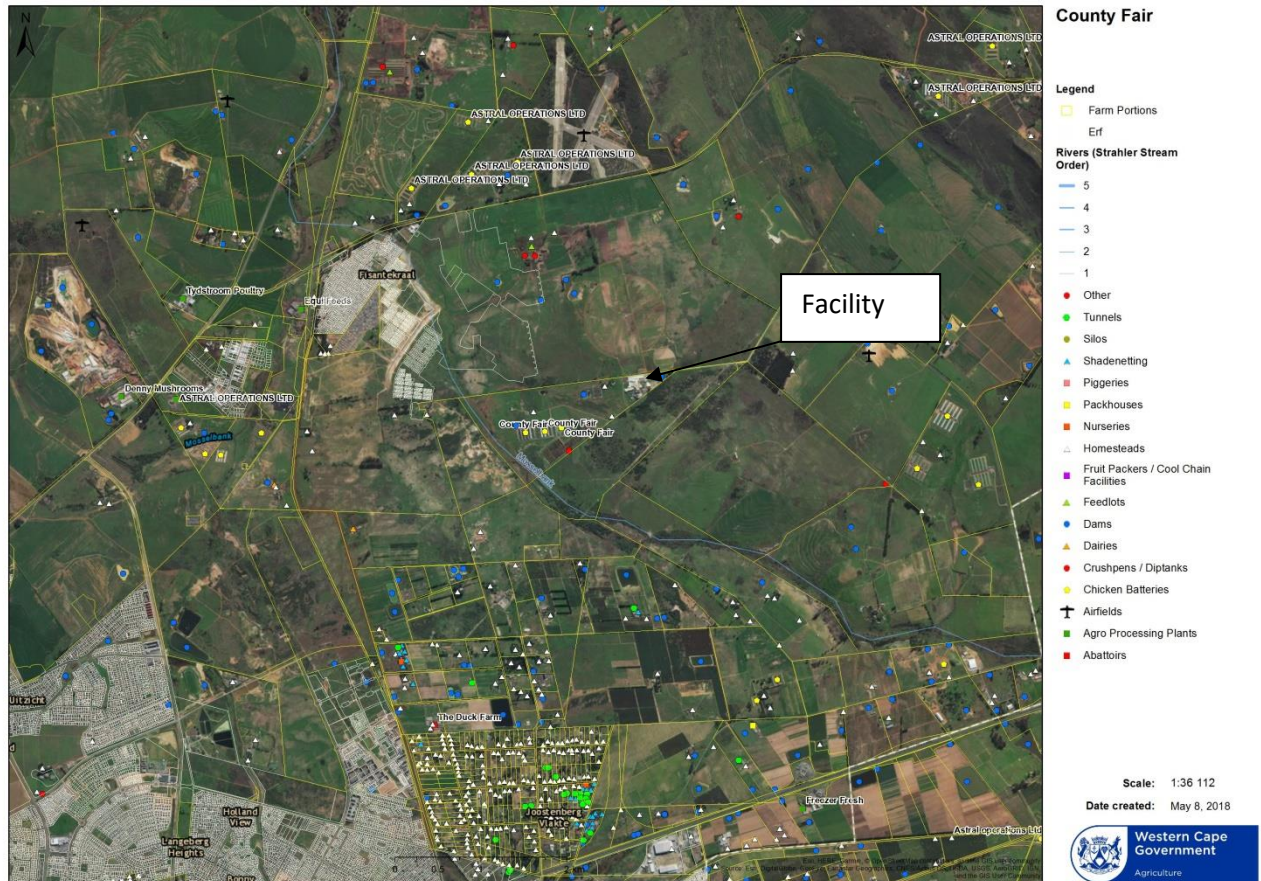 N
ASTRAL OPERATIONS LTD
ASTRAL OPERATIONS LTD
ASTRAL OPERATIONS LTD
ASTRAL OPERATIONS LTD
ASTRAL OPERATIONS LTD
ASTRAL OPERATIONS LTD
Fisantekraal
Tydstroom Poultry
Equi Feeds
Facility
Denny Mushrooms
ASTRAL OPERATIONS LTD
Mosselbank
County Fair
County Fair
County Fair
Mosselbank
Uitzicht
The Duck Farm
Joostenberg
Vlakte
Freezer Fresh
Astral operations Ltd
Holland
View
Langeberg
Heights
County Fair
Legend
Farm Portions
Erf
Rivers (Strahler Stream
Order)
5
4
3
2
1
Other
Tunnels
Silos
Shadenetting
Piggeries
Packhouses
Nurseries
Homesteads
Fruit Packers / Cool Chain
Facilities
Feedlots
Dams
Dairies
Crushpens / Diptanks
Chicken Batteries
Airfields
Agro Processing Plants
Abattoirs
Scale: 1:36 112
Date created: May 8, 2018
Western Cape
Government
Agriculture